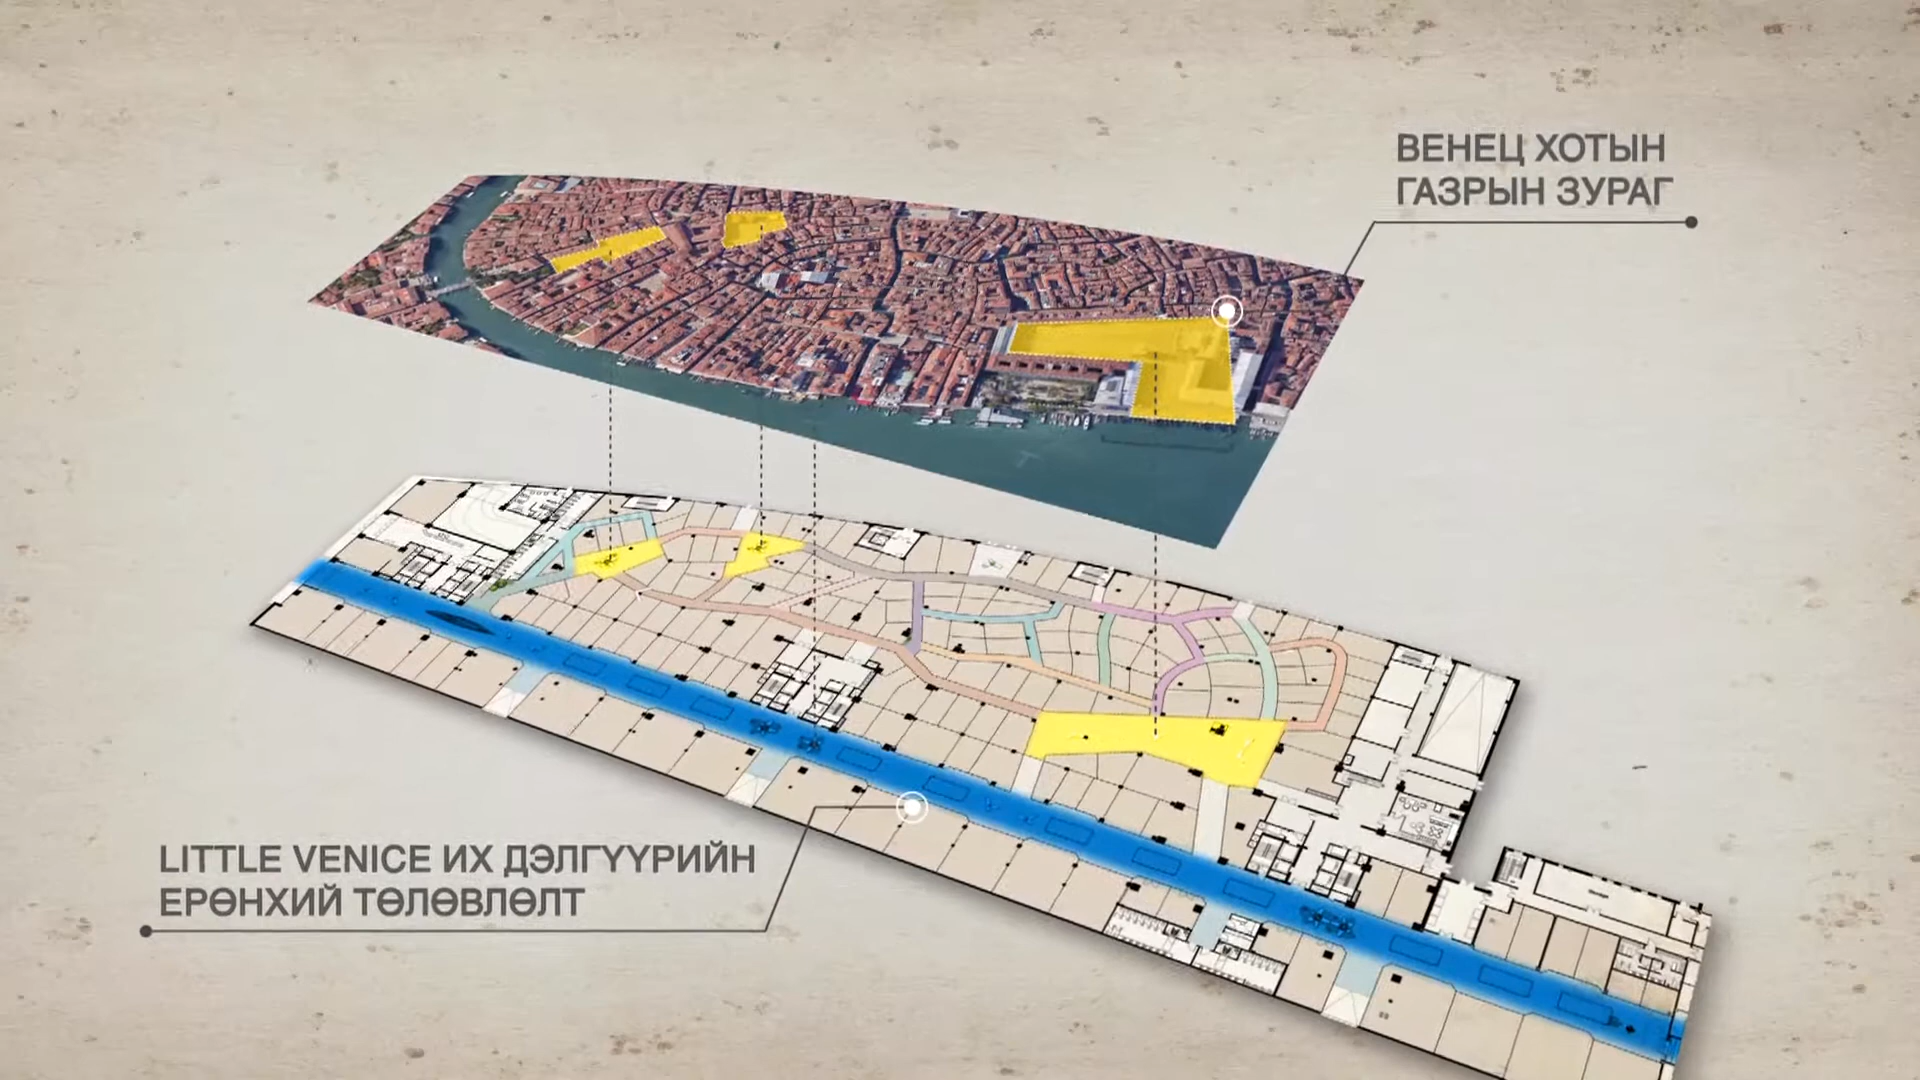 ВЕНЕЦ ХОТЫН
ГАЗРЫН ЗУРАГ
LITTLE VENICE ИХ ДЭЛГҮҮРИЙН
ЕРӨНХИЙ ТӨЛӨВЛӨЛТ